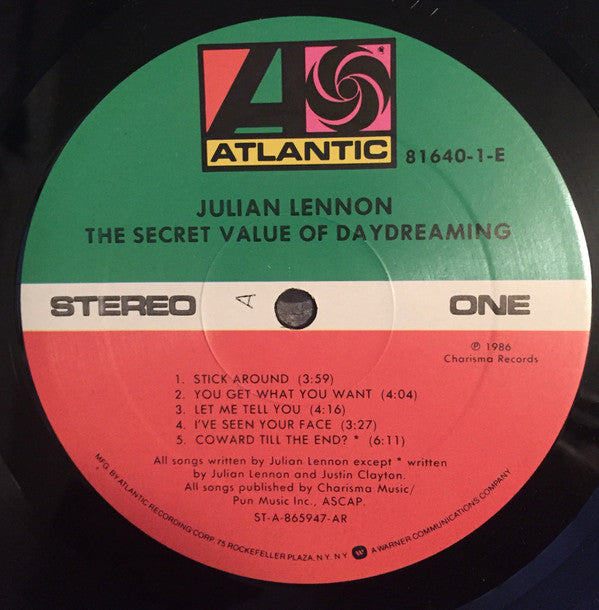 ATLANTIC
81640-1-E
JULIAN LENNON
THE SECRET VALUE OF DAYDREAMING
STEREO A ONE
℗ 1986
Charisma Records
1. STICK AROUND (3:59)
2. YOU GET WHAT YOU WANT (4:04)
3. LET ME TELL YOU (4:16)
4. I'VE SEEN YOUR FACE (3:27)
5. COWARD TILL THE END? * (6:11)
All songs written by Julian Lennon except * written
by Julian Lennon and Justin Clayton.
All songs published by Charisma Music/
Pun Music Inc., ASCAP.
ST-A-865947-AR
MFG. BY ATLANTIC RECORDING CORP. 75 ROCKEFELLER PLAZA, N.Y. N.Y. A WARNER COMMUNICATIONS COMPANY